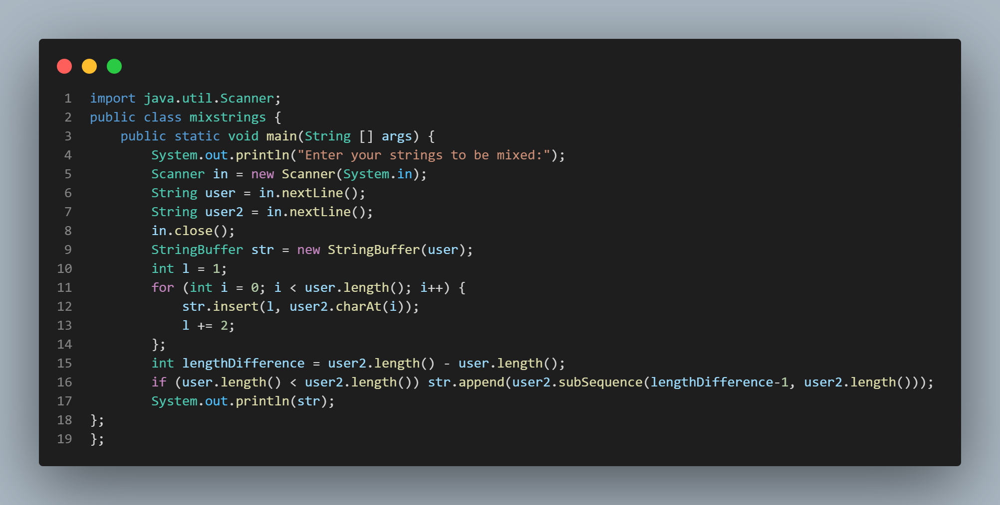 1 import java.util.Scanner;
2 public class mixstrings {
3     public static void main(String [] args) {
4         System.out.println("Enter your strings to be mixed:");
5         Scanner in = new Scanner(System.in);
6         String user = in.nextLine();
7         String user2 = in.nextLine();
8         in.close();
9         StringBuffer str = new StringBuffer(user);
10         int l = 1;
11         for (int i = 0; i < user.length(); i++) {
12             str.insert(l, user2.charAt(i));
13             l += 2;
14         };
15         int lengthDifference = user2.length() - user.length();
16         if (user.length() < user2.length()) str.append(user2.subSequence(lengthDifference-1, user2.length()));
17         System.out.println(str);
18 };
19 };